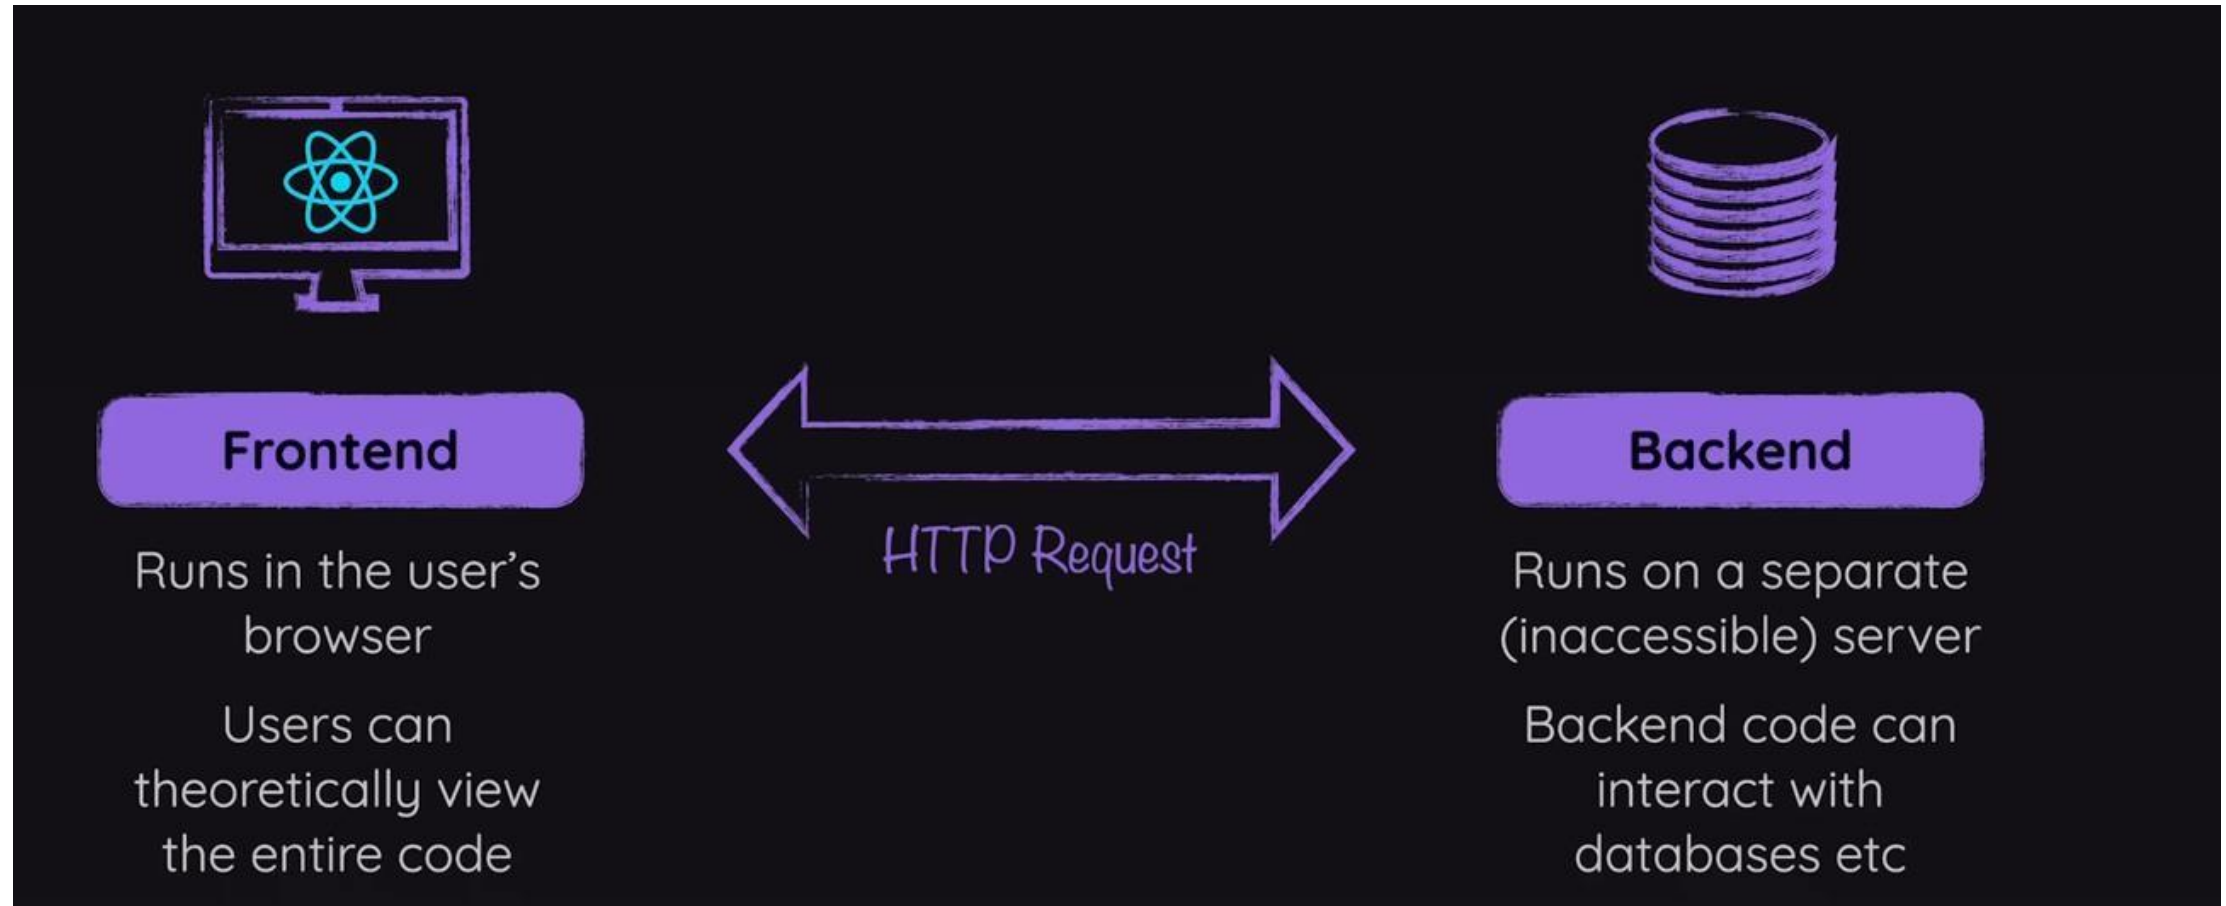 Frontend
Runs in the user’s
browser
Users can
theoretically view
the entire code
HTTP Request
Backend
Runs on a separate
(inaccessible) server
Backend code can
interact with
databases etc